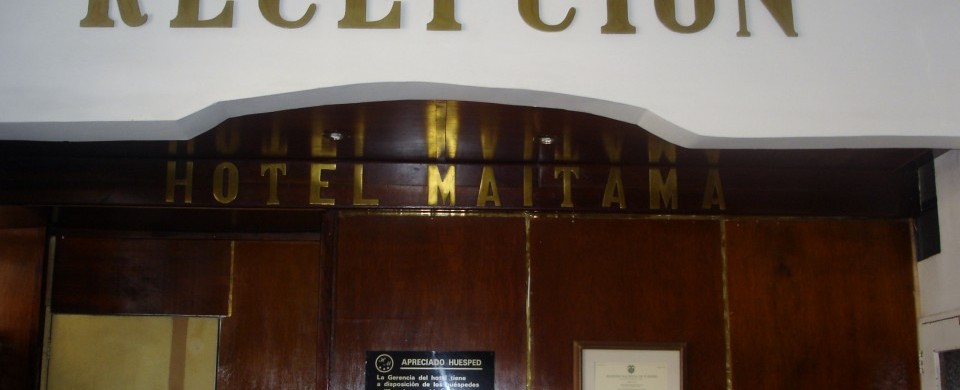 RECEPCION
HOTEL MAITAMA
APRECIADO HUESPED
La Gerencia del hotel tiene
a disposición de los huéspedes